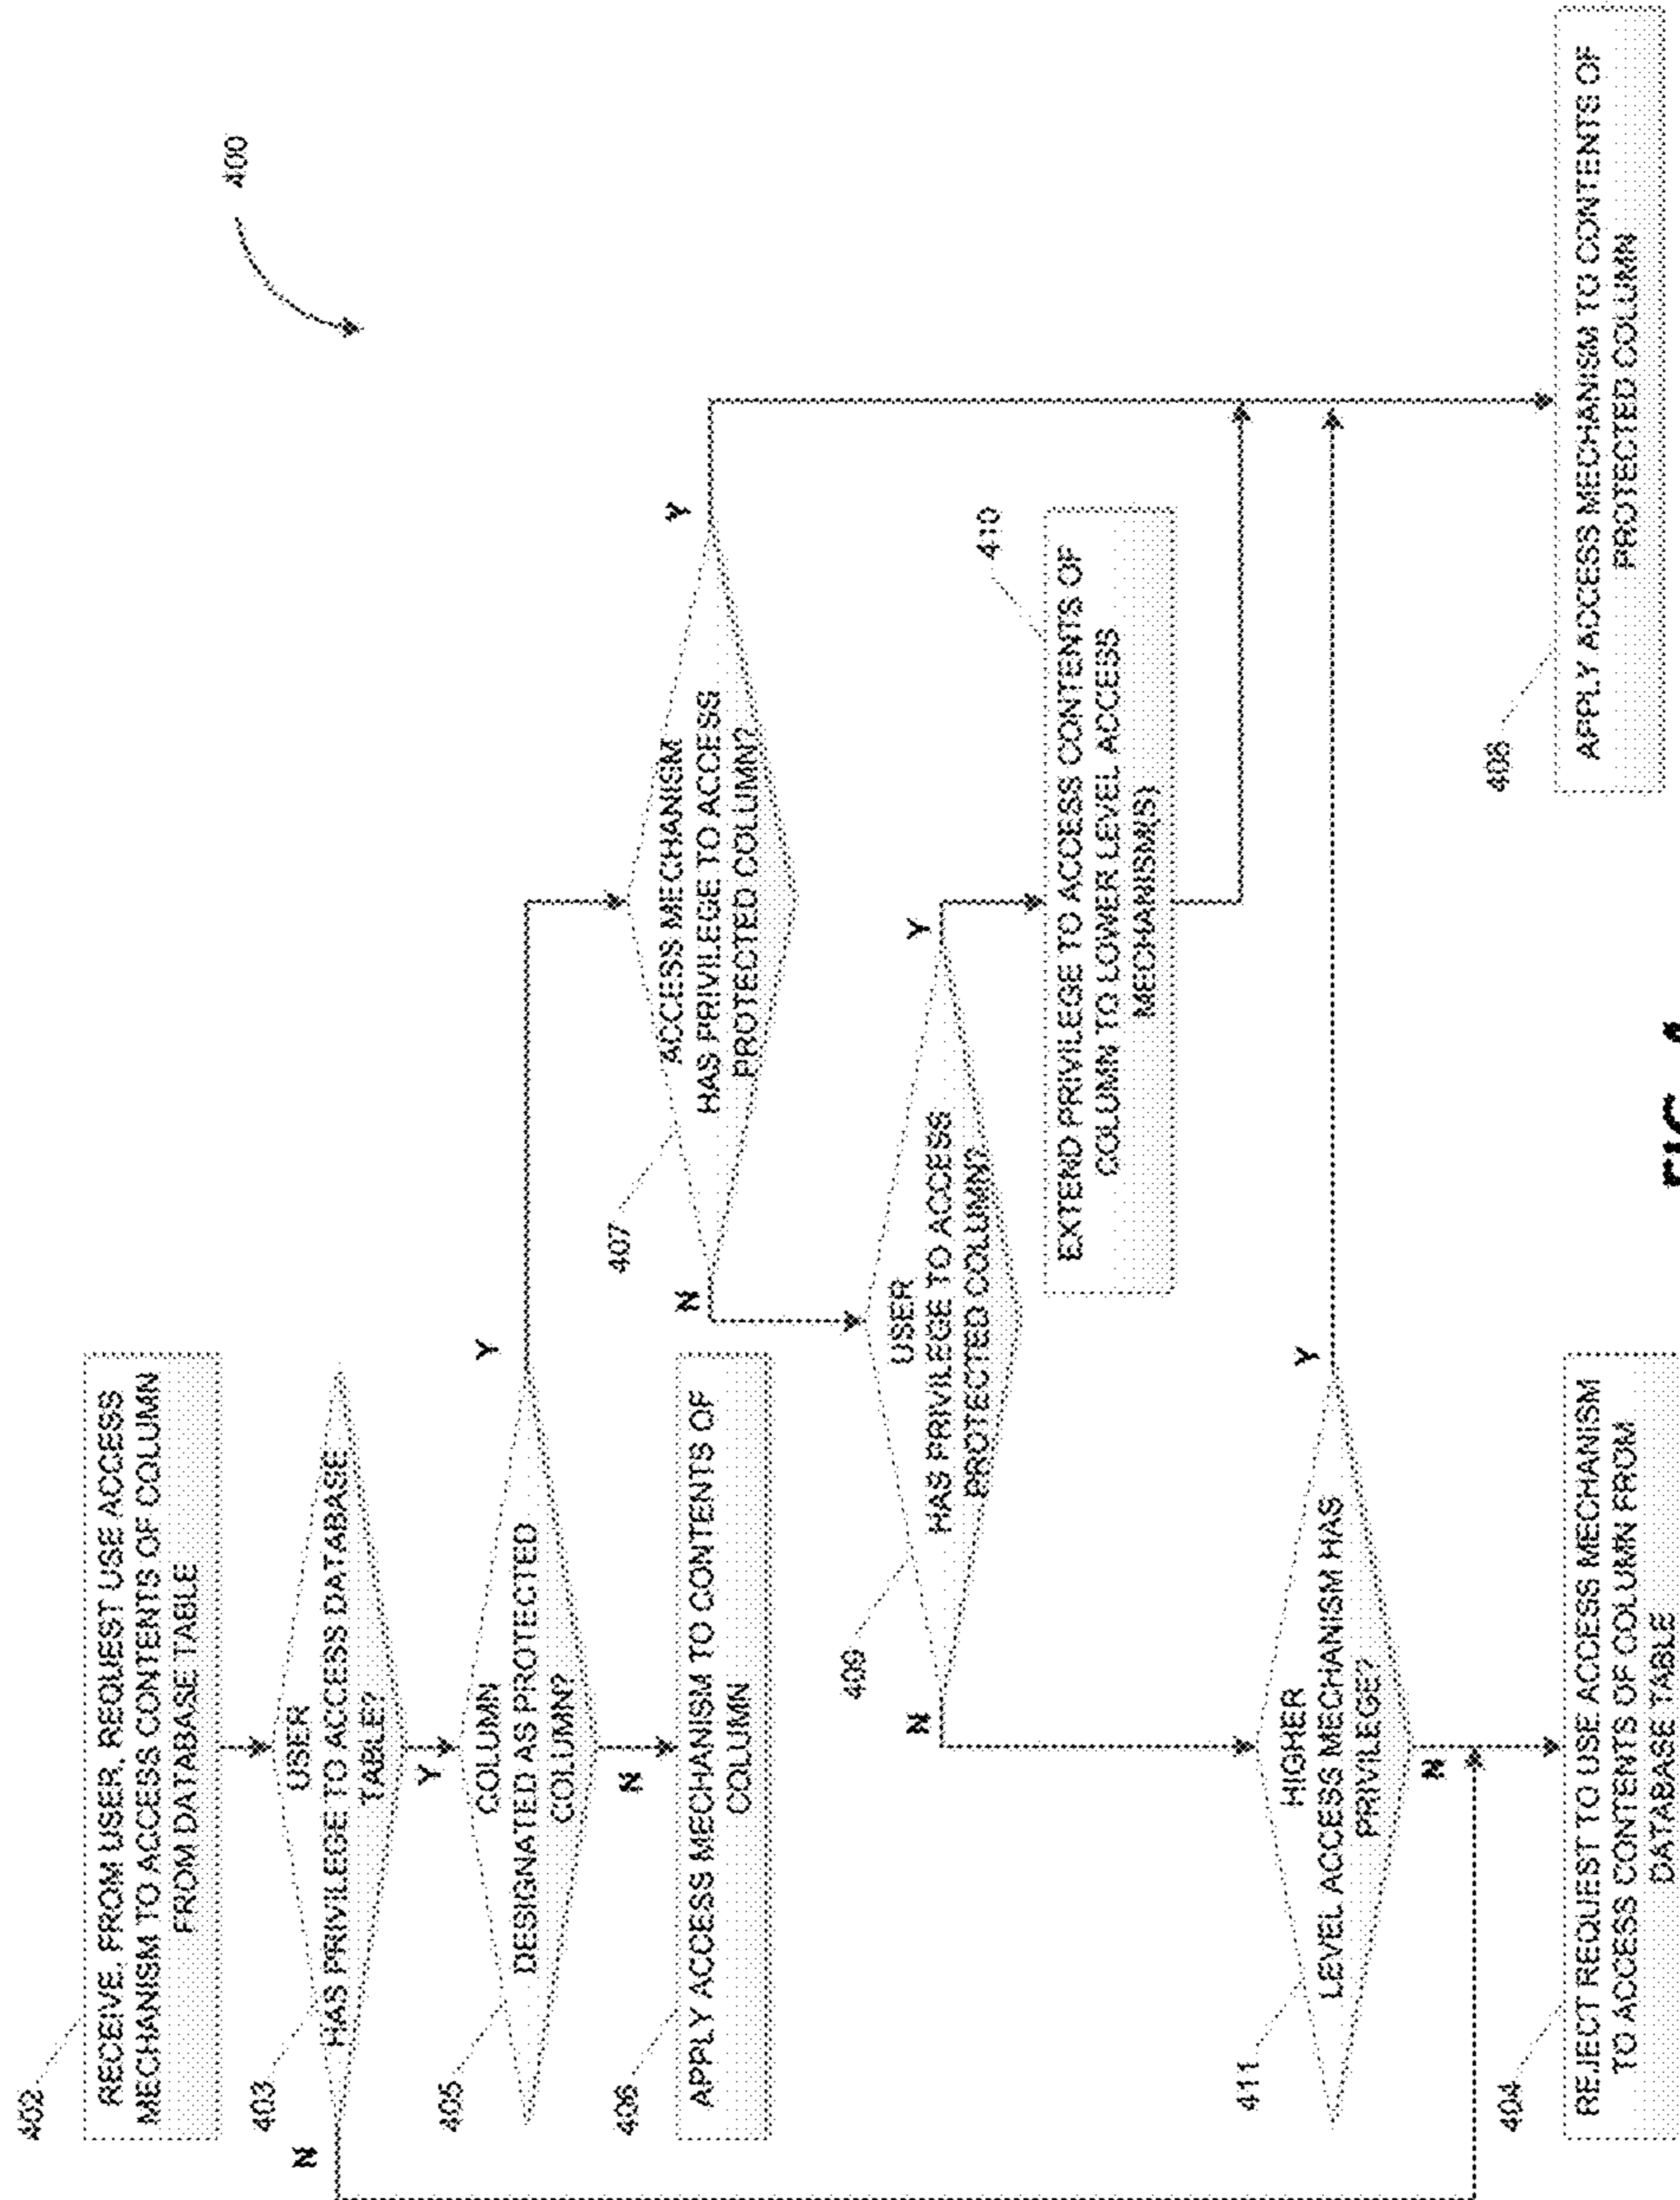 400
402
RECEIVE, FROM USER, REQUEST USE ACCESS
MECHANISM TO ACCESS CONTENTS OF COLUMN
FROM DATABASE TABLE
403
USER
HAS PRIVILEGE TO ACCESS DATABASE
TABLE?
N
Y
405
COLUMN
DESIGNATED AS PROTECTED
COLUMN?
Y
N
406
APPLY ACCESS MECHANISM TO CONTENTS OF
COLUMN
407
ACCESS MECHANISM
HAS PRIVILEGE TO ACCESS
PROTECTED COLUMN?
N
Y
409
USER
HAS PRIVILEGE TO ACCESS
PROTECTED COLUMN?
N
Y
410
EXTEND PRIVILEGE TO ACCESS CONTENTS OF
COLUMN TO LOWER LEVEL ACCESS
MECHANISM(S)
411
HIGHER
LEVEL ACCESS MECHANISM HAS
PRIVILEGE?
Y
N
404
REJECT REQUEST TO USE ACCESS MECHANISM
TO ACCESS CONTENTS OF COLUMN FROM
DATABASE TABLE
408
APPLY ACCESS MECHANISM TO CONTENTS OF
PROTECTED COLUMN